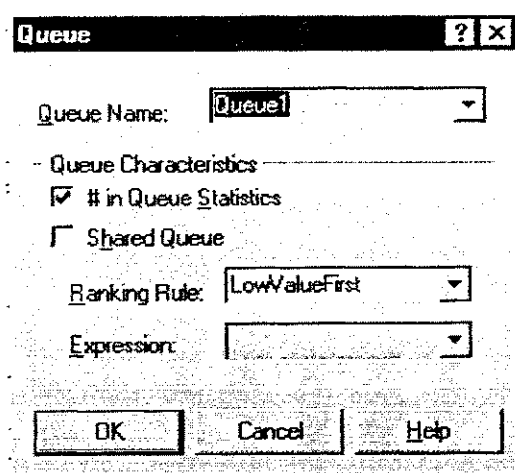 Queue
? X
Queue Name: Queue1
Queue Characteristics
# in Queue Statistics
Shared Queue
Ranking Rule: LowValueFirst
Expression:
OK Cancel Help